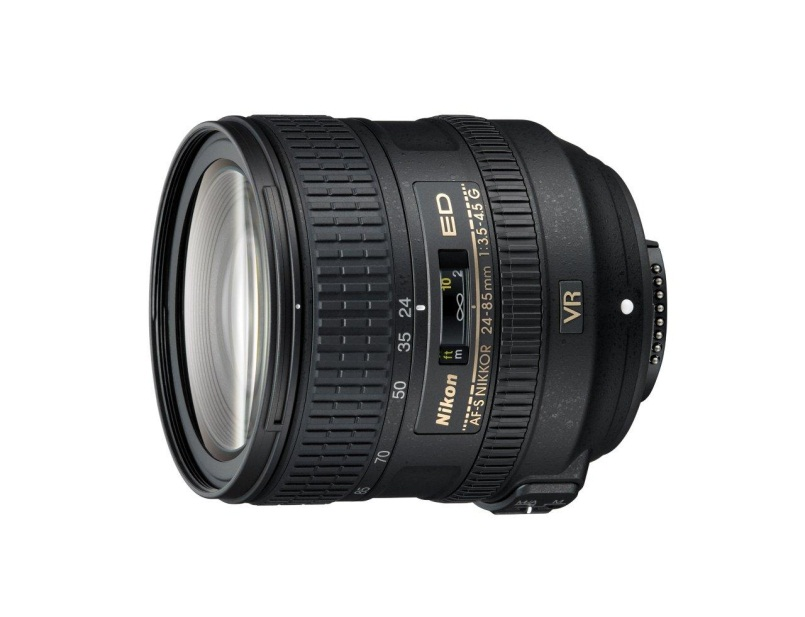 Nikon ED
AF-S NIKKOR 24-85mm 1:3.5-4.5 G
ft 10
m ∞ 2
24
35
50
70
85
VR
M/A M